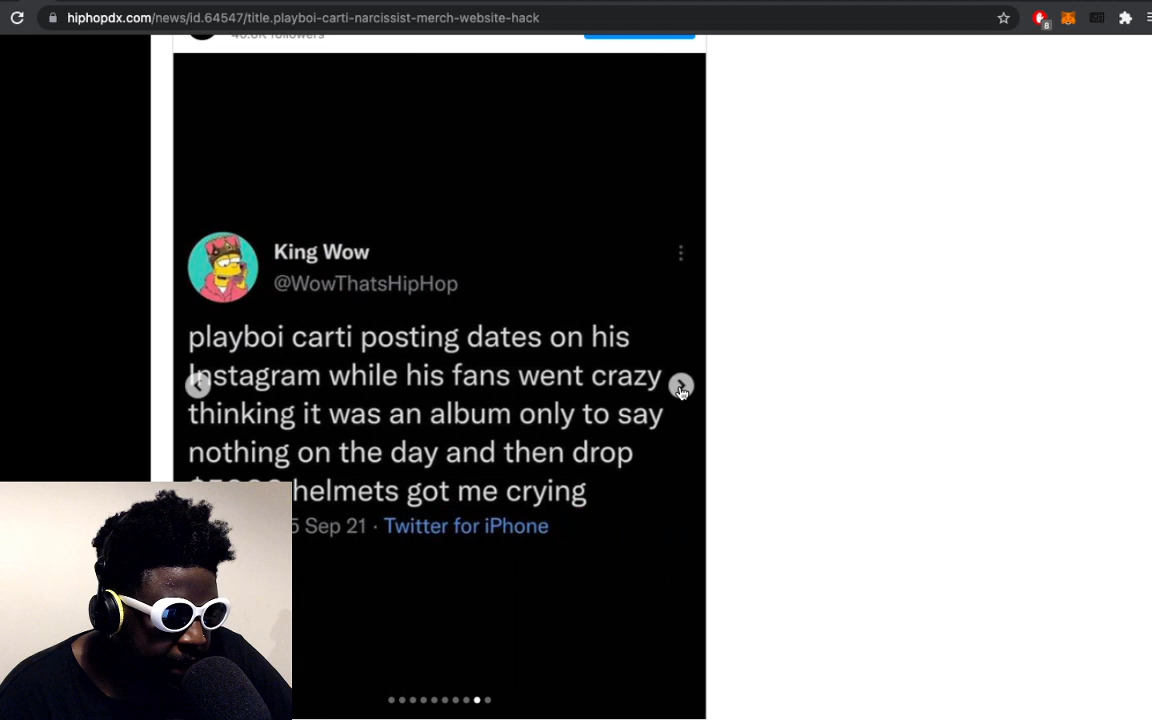 hiphopdx.com/news/id.64547/title.playboi-carti-narcissist-merch-website-hack
8
King Wow
@WowThatsHipHop
playboi carti posting dates on his
Instagram while his fans went crazy
thinking it was an album only to say
nothing on the day and then drop
helmets got me crying
Sep 21 · Twitter for iPhone